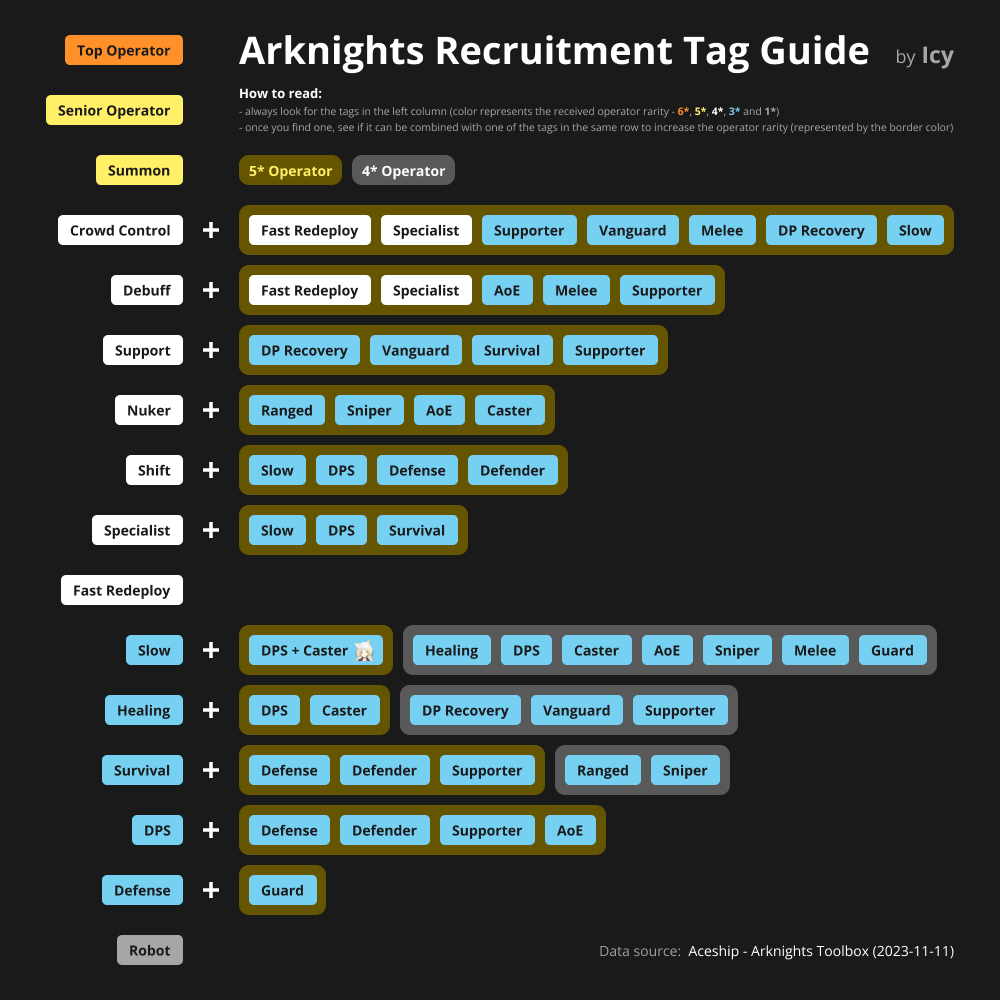 Top Operator
Arknights Recruitment Tag Guide by Icy
How to read:
Senior Operator
- always look for the tags in the left column (color represents the received operator rarity - 6*, 5*, 4*, 3* and 1*)
- once you find one, see if it can be combined with one of the tags in the same row to increase the operator rarity (represented by the border color)
Summon 5* Operator 4* Operator
Crowd Control + Fast Redeploy Specialist Supporter Vanguard Melee DP Recovery Slow
Debuff + Fast Redeploy Specialist AoE Melee Supporter
Support + DP Recovery Vanguard Survival Supporter
Nuker + Ranged Sniper AoE Caster
Shift + Slow DPS Defense Defender
Specialist + Slow DPS Survival
Fast Redeploy
Slow + DPS + Caster Healing DPS Caster AoE Sniper Melee Guard
Healing + DPS Caster DP Recovery Vanguard Supporter
Survival + Defense Defender Supporter Ranged Sniper
DPS + Defense Defender Supporter AoE
Defense + Guard
Robot
Data source: Aceship - Arknights Toolbox (2023-11-11)